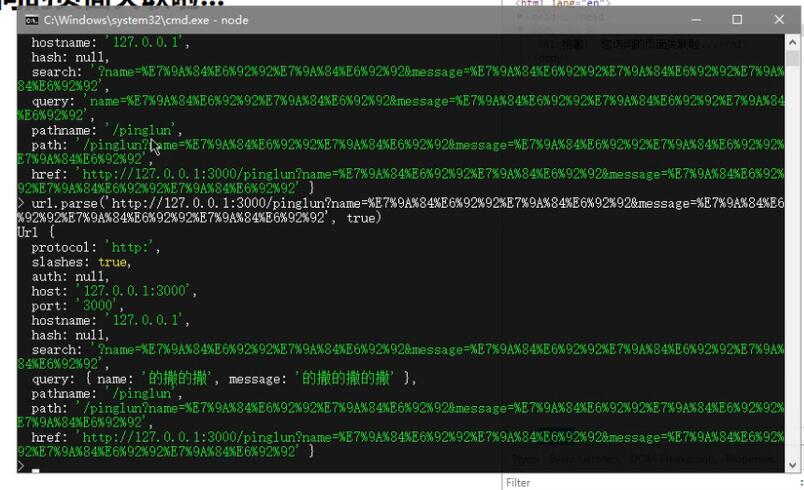 C:\Windows\system32\cmd.exe - node
hostname: '127.0.0.1',
hash: null,
search: '?name=%E7%9A%84%E6%92%92%E7%9A%84%E6%92%92&message=%E7%9A%84%E6%92%92%E7%9A%84%E6%92%92%E7%9A%
84%E6%92%92',
query: 'name=%E7%9A%84%E6%92%92%E7%9A%84%E6%92%92&message=%E7%9A%84%E6%92%92%E7%9A%84%E6%92%92%E7%9A%84
%E6%92%92',
pathname: '/pinglun',
path: '/pinglun?name=%E7%9A%84%E6%92%92%E7%9A%84%E6%92%92&message=%E7%9A%84%E6%92%92%E7%9A%84%E6%92%92%
E7%9A%84%E6%92%92',
href: 'http://127.0.0.1:3000/pinglun?name=%E7%9A%84%E6%92%92%E7%9A%84%E6%92%92&message=%E7%9A%84%E6%92%
92%E7%9A%84%E6%92%92%E7%9A%84%E6%92%92' }
> url.parse('http://127.0.0.1:3000/pinglun?name=%E7%9A%84%E6%92%92%E7%9A%84%E6%92%92&message=%E7%9A%84%E6
%92%92%E7%9A%84%E6%92%92%E7%9A%84%E6%92%92', true)
Url {
protocol: 'http:',
slashes: true,
auth: null,
host: '127.0.0.1:3000',
port: '3000',
hostname: '127.0.0.1',
hash: null,
search: '?name=%E7%9A%84%E6%92%92%E7%9A%84%E6%92%92&message=%E7%9A%84%E6%92%92%E7%9A%84%E6%92%92%E7%9A%
84%E6%92%92',
query: { name: '的撒的撒', message: '的撒的撒的撒' },
pathname: '/pinglun',
path: '/pinglun?name=%E7%9A%84%E6%92%92%E7%9A%84%E6%92%92&message=%E7%9A%84%E6%92%92%E7%9A%84%E6%92%92%
E7%9A%84%E6%92%92',
href: 'http://127.0.0.1:3000/pinglun?name=%E7%9A%84%E6%92%92%E7%9A%84%E6%92%92&message=%E7%9A%84%E6%92%
92%E7%9A%84%E6%92%92%E7%9A%84%E6%92%92' }
>
<html lang="en">
Styles Event Listeners DOM Breakpoints Properties
Filter